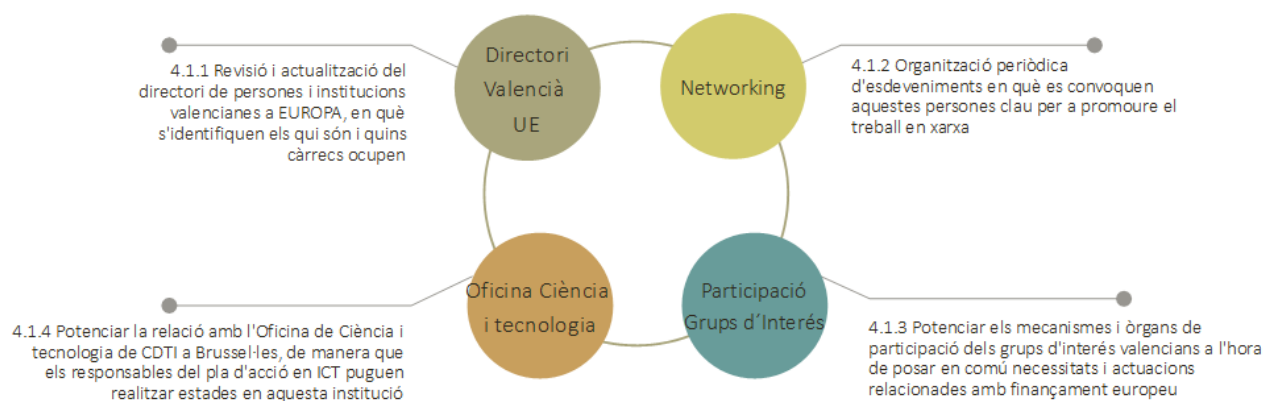 Directori
Valencià
UE
4.1.1 Revisió i actualització del
directori de persones i institucions
valencianes a EUROPA, en què
s'identifiquen els qui són i quins
càrrecs ocupen
Networking
4.1.2 Organització periòdica
d'esdeveniments en què es convoquen
aquestes persones clau per a promoure el
treball en xarxa
Oficina Ciència
i tecnologia
4.1.4 Potenciar la relació amb l'Oficina de Ciència i
tecnologia de CDTI a Brussel·les, de manera que
els responsables del pla d'acció en ICT puguen
realitzar estades en aquesta institució
Participació
Grups d´Interés
4.1.3 Potenciar els mecanismes i òrgans de
participació dels grups d'interés valencians a l'hora
de posar en comú necessitats i actuacions
relacionades amb finançament europeu